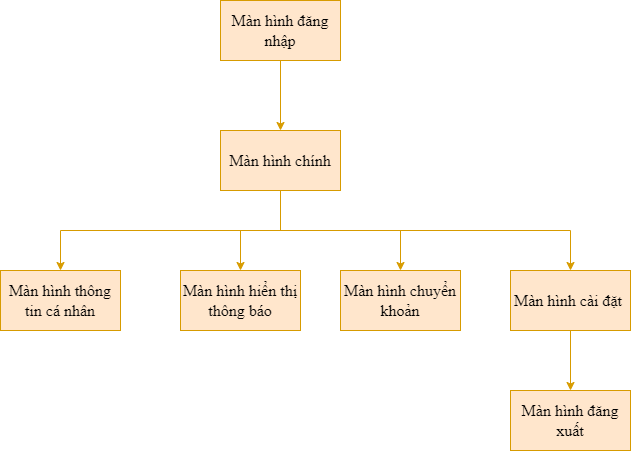 Màn hình đăng
nhập
Màn hình chính
Màn hình thông
tin cá nhân
Màn hình hiển thị
thông báo
Màn hình chuyển
khoản
Màn hình cài đặt
Màn hình đăng
xuất